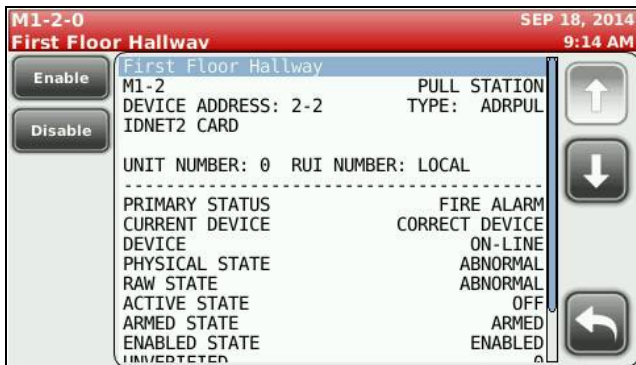 M1-2-0 SEP 18, 2014
First Floor Hallway 9:14 AM
Enable
Disable
First Floor Hallway
M1-2 PULL STATION
DEVICE ADDRESS: 2-2 TYPE: ADRPUL
IDNET2 CARD
UNIT NUMBER: 0 RUI NUMBER: LOCAL
----------------------------------------
PRIMARY STATUS FIRE ALARM
CURRENT DEVICE CORRECT DEVICE
DEVICE ON-LINE
PHYSICAL STATE ABNORMAL
RAW STATE ABNORMAL
ACTIVE STATE OFF
ARMED STATE ARMED
ENABLED STATE ENABLED
UNVERIFIED 0